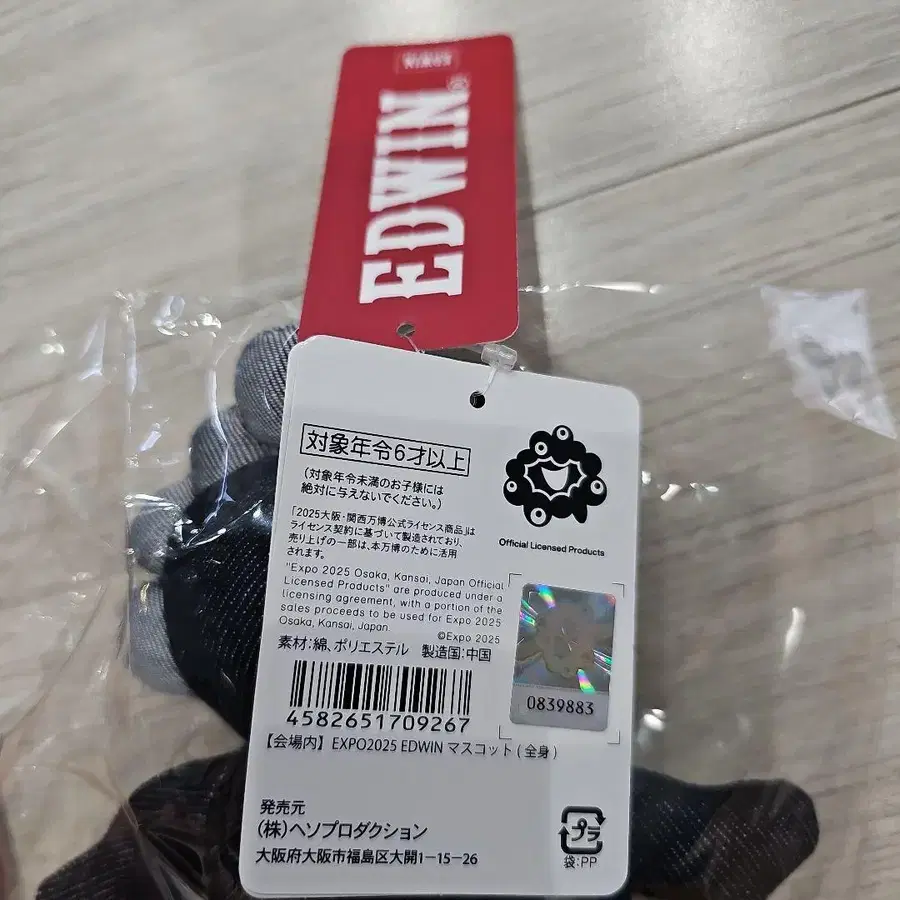 EDWIN®
対象年令6才以上
(対象年令未満のお子様には
絶対に与えないでください。)
「2025大阪・関西万博公式ライセンス商品」は
ライセンス契約に基づいて製造されており、
売り上げの一部は、本万博のために活用
されます。
"Expo 2025 Osaka, Kansai, Japan Official
Licensed Products" are produced under a
licensing agreement, with a portion of the
sales proceeds to be used for Expo 2025
Osaka, Kansai, Japan.
©Expo 2025
素材:綿、ポリエステル 製造国:中国
4582651709267
【会場内】EXPO2025 EDWIN マスコット(全身)
発売元
(株)ヘソプロダクション
大阪府大阪市福島区大開1-15-26
Official Licensed Products
0839883
プラ
袋:PP